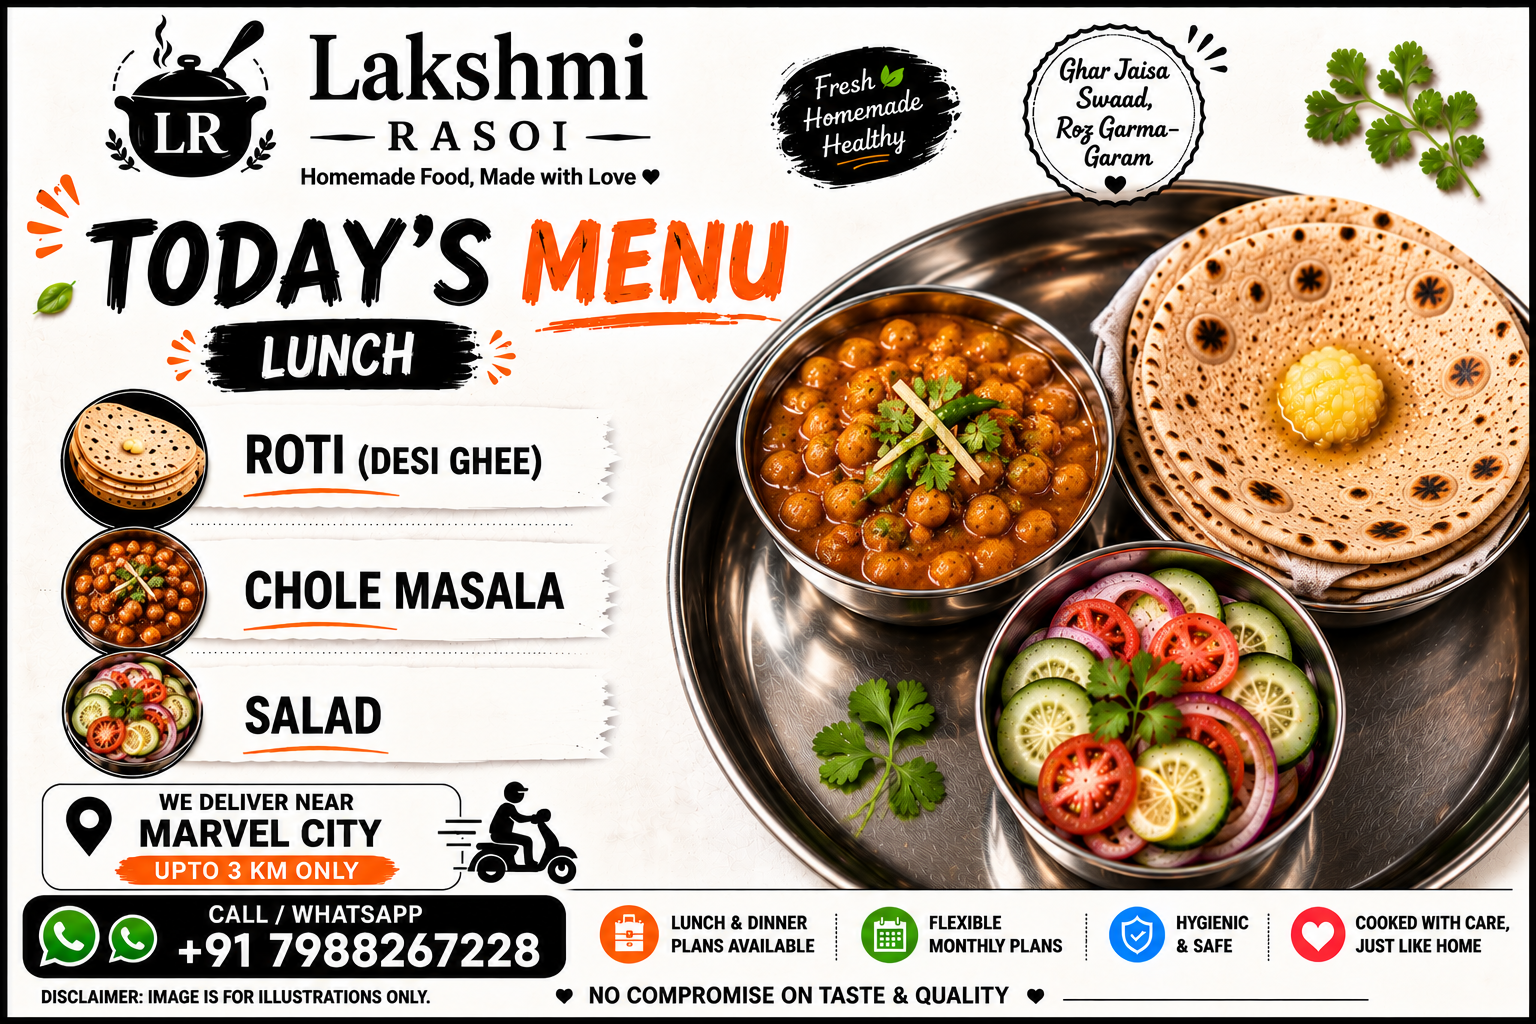 LR
Lakshmi
RASOI
Homemade Food, Made with Love
Fresh
Homemade
Healthy
Ghar Jaisa
Swaad,
Roz Garma-
Garam
TODAY'S MENU
LUNCH
ROTI (DESI GHEE)
CHOLE MASALA
SALAD
WE DELIVER NEAR
MARVEL CITY
UPTO 3 KM ONLY
CALL / WHATSAPP
+91 7988267228
LUNCH & DINNER
PLANS AVAILABLE
FLEXIBLE
MONTHLY PLANS
HYGIENIC
& SAFE
COOKED WITH CARE,
JUST LIKE HOME
DISCLAIMER: IMAGE IS FOR ILLUSTRATIONS ONLY.
NO COMPROMISE ON TASTE & QUALITY